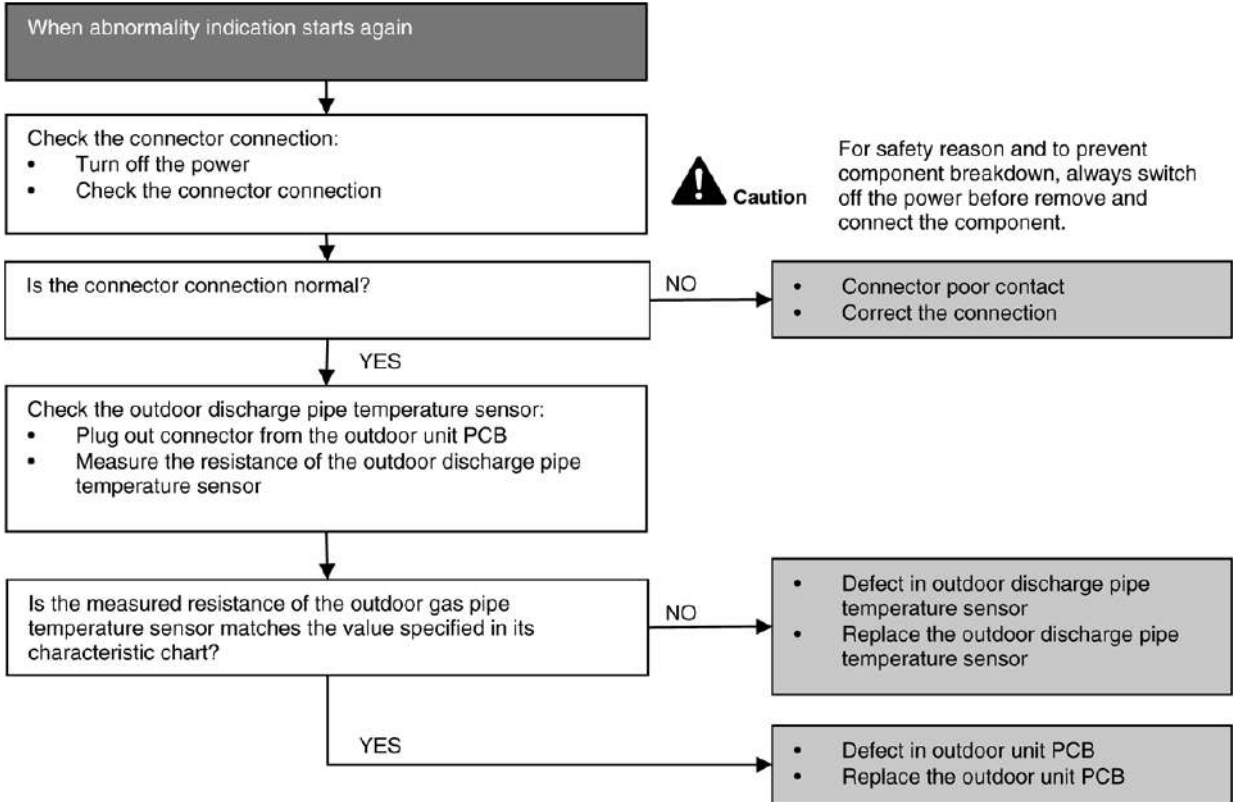 When abnormality indication starts again
Check the connector connection:
• Turn off the power
• Check the connector connection
Caution
For safety reason and to prevent
component breakdown, always switch
off the power before remove and
connect the component.
Is the connector connection normal?
NO
• Connector poor contact
• Correct the connection
YES
Check the outdoor discharge pipe temperature sensor:
• Plug out connector from the outdoor unit PCB
• Measure the resistance of the outdoor discharge pipe
temperature sensor
Is the measured resistance of the outdoor gas pipe
temperature sensor matches the value specified in its
characteristic chart?
NO
• Defect in outdoor discharge pipe
temperature sensor
• Replace the outdoor discharge pipe
temperature sensor
YES
• Defect in outdoor unit PCB
• Replace the outdoor unit PCB